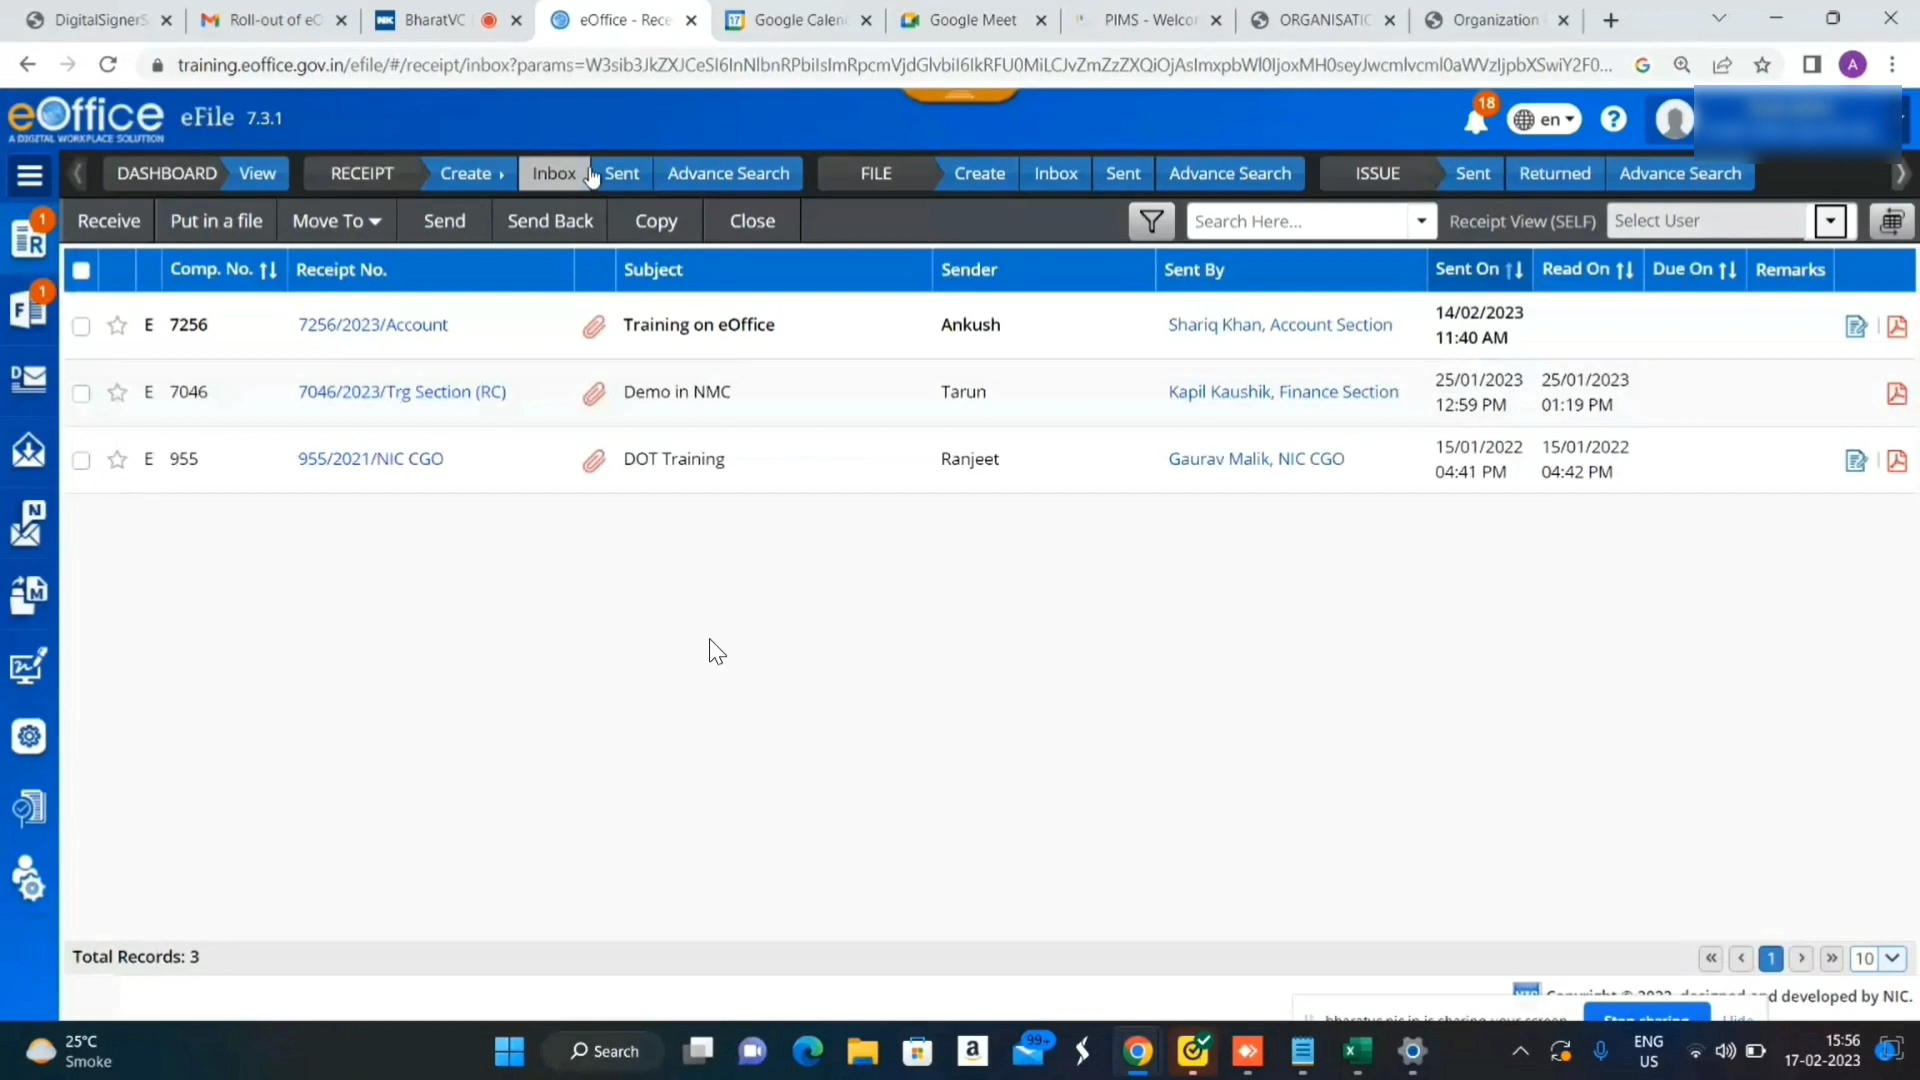 DigitalSignerS
Roll-out of eO
BharatVC
eOffice - Rece
Google Calen
Google Meet
PIMS - Welco
ORGANISATIO
Organization
training.eoffice.gov.in/efile/#/receipt/inbox?params=
eOffice eFile 7.3.1
A DIGITAL WORKPLACE SOLUTION
18
en
?
A
DASHBOARD View RECEIPT Create Inbox Sent Advance Search FILE Create Inbox Sent Advance Search ISSUE Sent Returned Advance Search
Receive Put in a file Move To Send Send Back Copy Close Search Here... Receipt View (SELF) Select User
Comp. No. Receipt No. Subject Sender Sent By Sent On Read On Due On Remarks
E 7256 7256/2023/Account Training on eOffice Ankush Shariq Khan, Account Section 14/02/2023
11:40 AM
E 7046 7046/2023/Trg Section (RC) Demo in NMC Tarun Kapil Kaushik, Finance Section 25/01/2023 25/01/2023
12:59 PM 01:19 PM
E 955 955/2021/NIC CGO DOT Training Ranjeet Gaurav Malik, NIC CGO 15/01/2022 15/01/2022
04:41 PM 04:42 PM
1
R
1
F
D
N
M
Total Records: 3
« ‹ 1 › » 10
designed and developed by NIC.
25°C
Smoke
Search
99+
ENG
US
15:56
17-02-2023